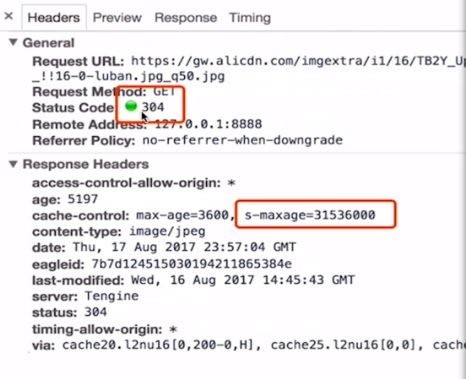 Headers Preview Response Timing
General
Request URL: https://gw.alicdn.com/imgextra/i1/16/TB2Y_Up
_!!16-0-luban.jpg_q50.jpg
Request Method: GET
Status Code: 304
Remote Address: 127.0.0.1:8888
Referrer Policy: no-referrer-when-downgrade
Response Headers
access-control-allow-origin: *
age: 5197
cache-control: max-age=3600, s-maxage=31536000
content-type: image/jpeg
date: Thu, 17 Aug 2017 23:57:04 GMT
eagleid: 7b7d124515030194211865384e
last-modified: Wed, 16 Aug 2017 14:45:43 GMT
server: Tengine
status: 304
timing-allow-origin: *
via: cache20.l2nu16[0,200-0,H], cache25.l2nu16[0,0], cache